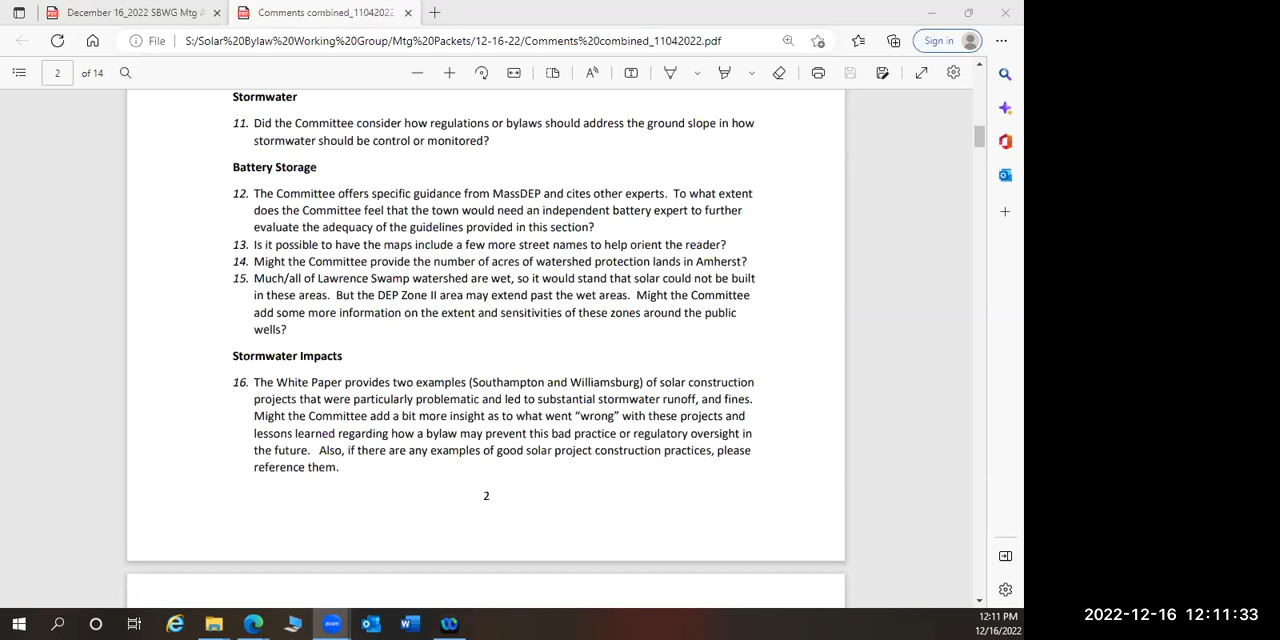 December 16_2022 SBWG Mtg A
Comments combined_11042022
File
S:/Solar%20Bylaw%20Working%20Group/Mtg%20Packets/12-16-22/Comments%20combined_11042022.pdf
Sign in
2 of 14
Stormwater
11. Did the Committee consider how regulations or bylaws should address the ground slope in how
stormwater should be control or monitored?
Battery Storage
12. The Committee offers specific guidance from MassDEP and cites other experts. To what extent
does the Committee feel that the town would need an independent battery expert to further
evaluate the adequacy of the guidelines provided in this section?
13. Is it possible to have the maps include a few more street names to help orient the reader?
14. Might the Committee provide the number of acres of watershed protection lands in Amherst?
15. Much/all of Lawrence Swamp watershed are wet, so it would stand that solar could not be built
in these areas. But the DEP Zone II area may extend past the wet areas. Might the Committee
add some more information on the extent and sensitivities of these zones around the public
wells?
Stormwater Impacts
16. The White Paper provides two examples (Southampton and Williamsburg) of solar construction
projects that were particularly problematic and led to substantial stormwater runoff, and fines.
Might the Committee add a bit more insight as to what went “wrong” with these projects and
lessons learned regarding how a bylaw may prevent this bad practice or regulatory oversight in
the future. Also, if there are any examples of good solar project construction practices, please
reference them.
2
zoom
12:11 PM
12/16/2022
2022-12-16 12:11:33